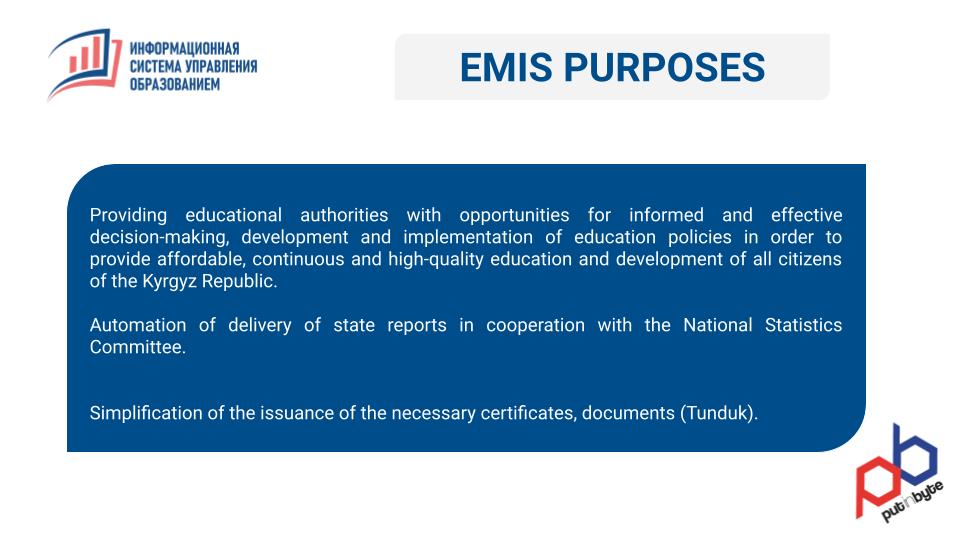 ИНФОРМАЦИОННАЯ
СИСТЕМА УПРАВЛЕНИЯ
ОБРАЗОВАНИЕМ
EMIS PURPOSES
Providing educational authorities with opportunities for informed and effective
decision-making, development and implementation of education policies in order to
provide affordable, continuous and high-quality education and development of all citizens
of the Kyrgyz Republic.
Automation of delivery of state reports in cooperation with the National Statistics
Committee.
Simplification of the issuance of the necessary certificates, documents (Tunduk).
pb
putinbyte